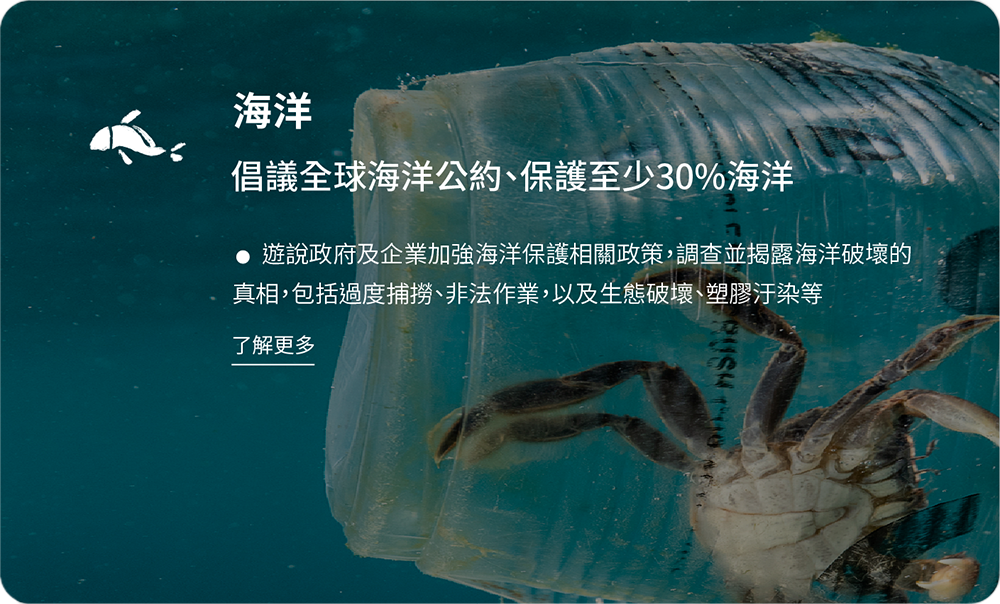 海洋
倡議全球海洋公約、保護至少30%海洋
● 遊說政府及企業加強海洋保護相關政策，調查並揭露海洋破壞的
真相，包括過度捕撈、非法作業，以及生態破壞、塑膠汙染等
了解更多